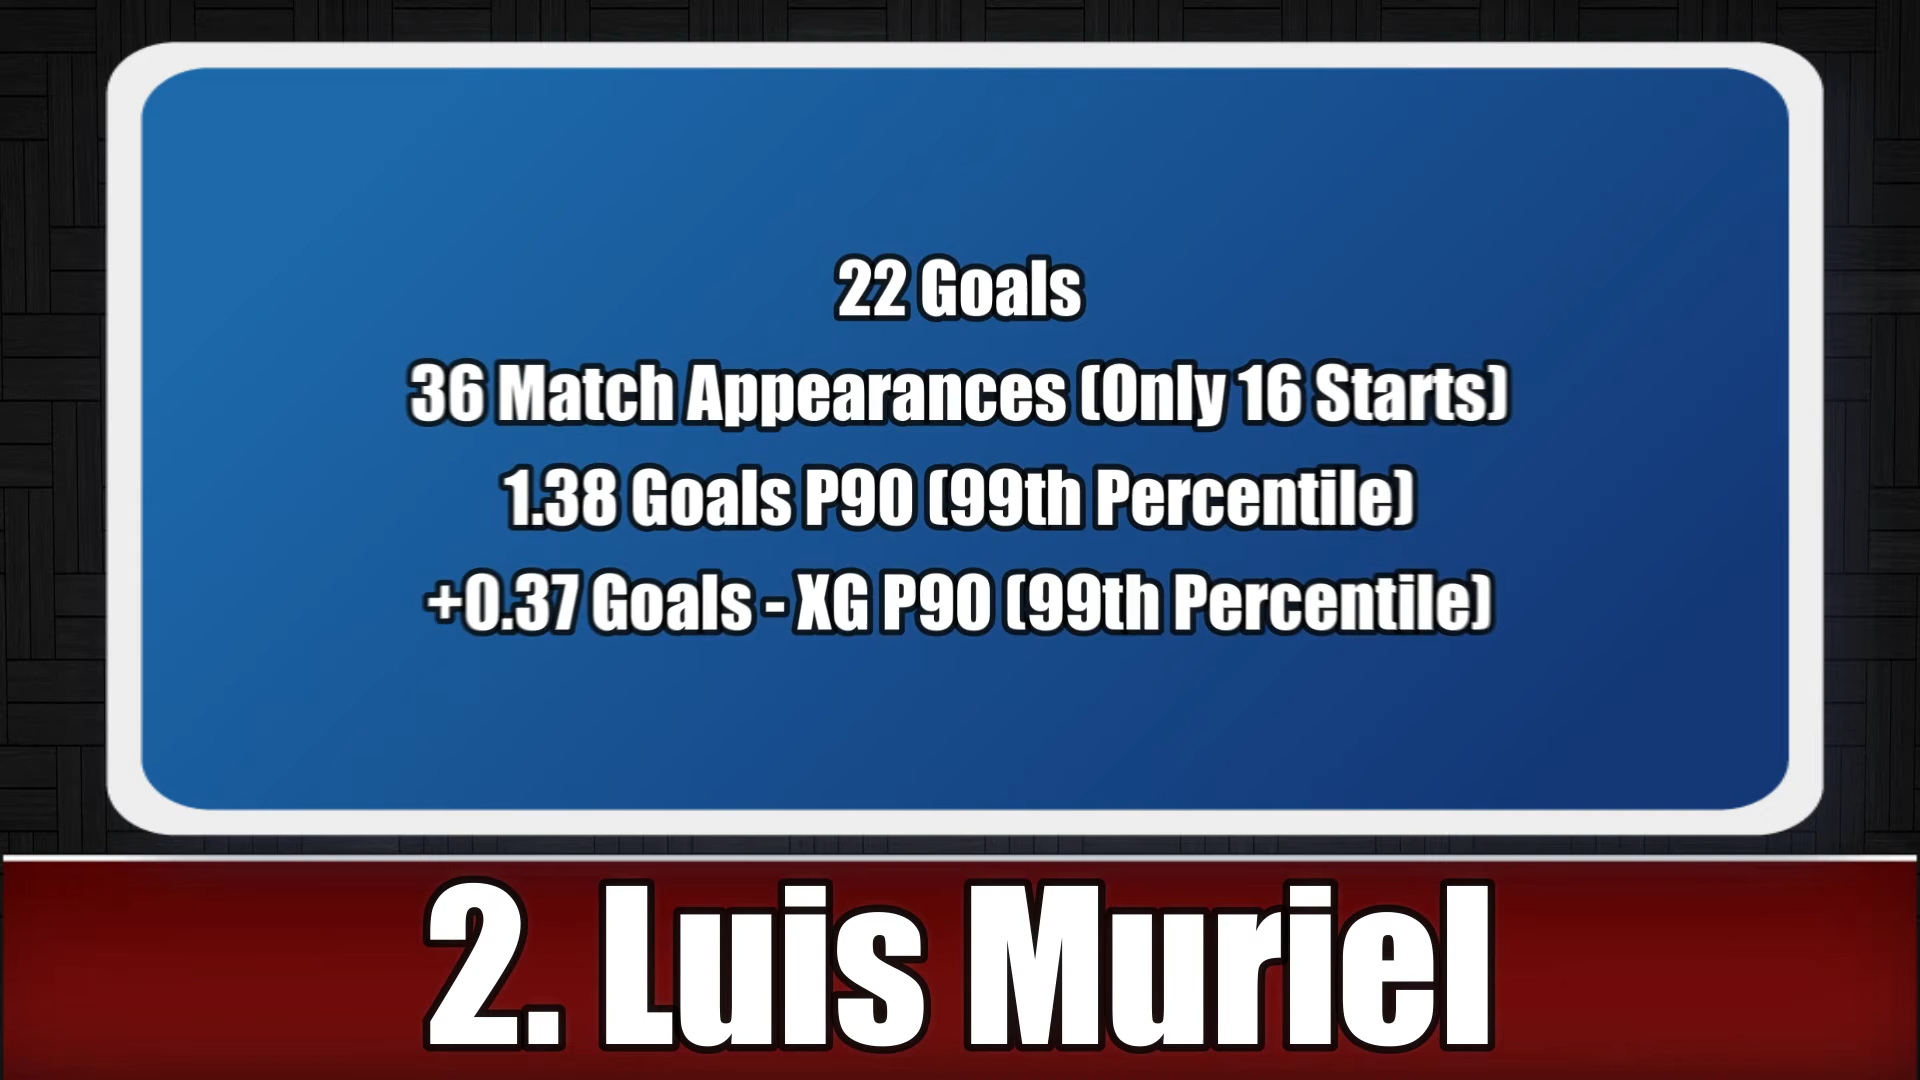 22 Goals
36 Match Appearances (Only 16 Starts)
1.38 Goals P90 (99th Percentile)
+0.37 Goals - XG P90 (99th Percentile)
2. Luis Muriel